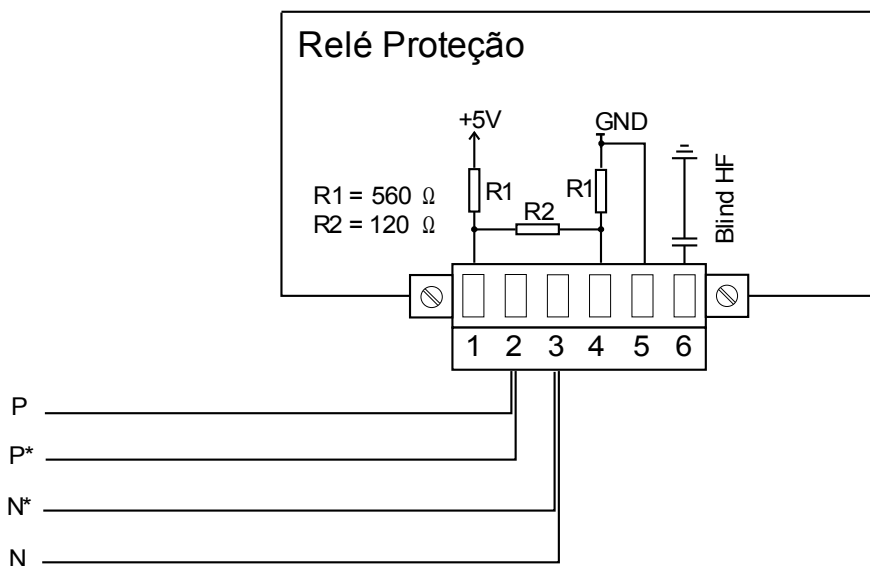 Relé Proteção
+5V
GND
R1 = 560 Ω
R2 = 120 Ω
R1
R2
R1
Blind HF
1 2 3 4 5 6
P
P*
N*
N